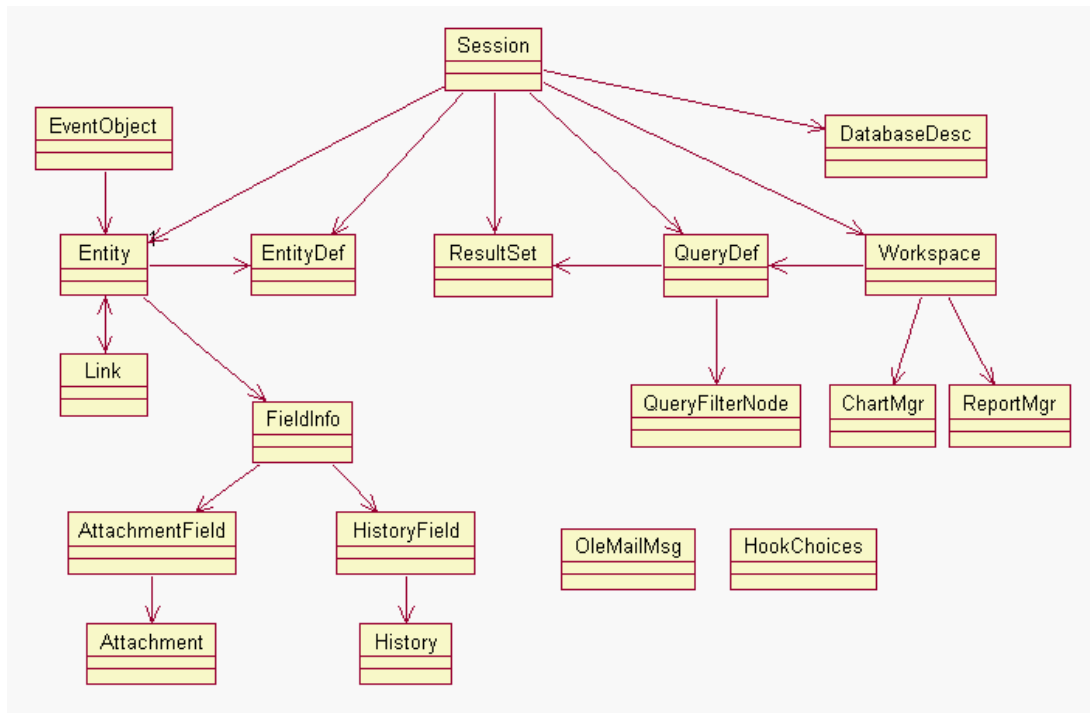 Session
EventObject
DatabaseDesc
1
Entity
EntityDef
ResultSet
QueryDef
Workspace
Link
QueryFilterNode
ChartMgr
ReportMgr
FieldInfo
AttachmentField
HistoryField
OleMailMsg
HookChoices
Attachment
History